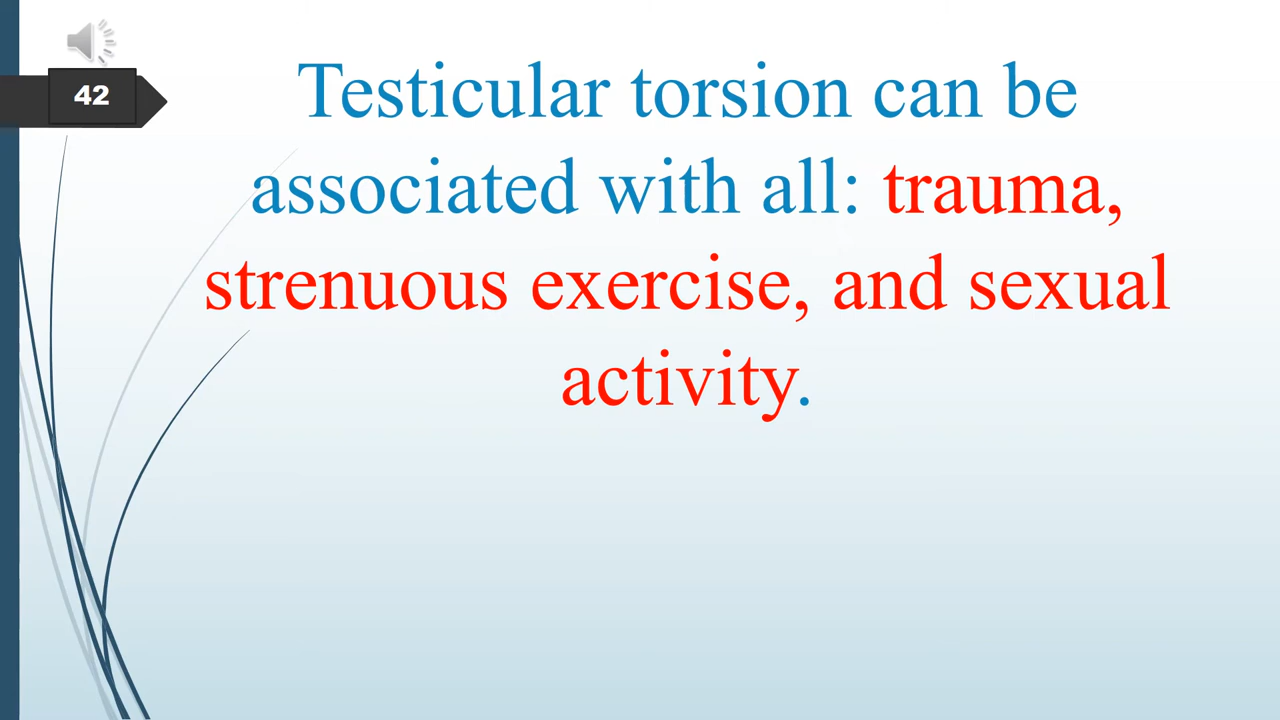 42
Testicular torsion can be
associated with all: trauma,
strenuous exercise, and sexual
activity.